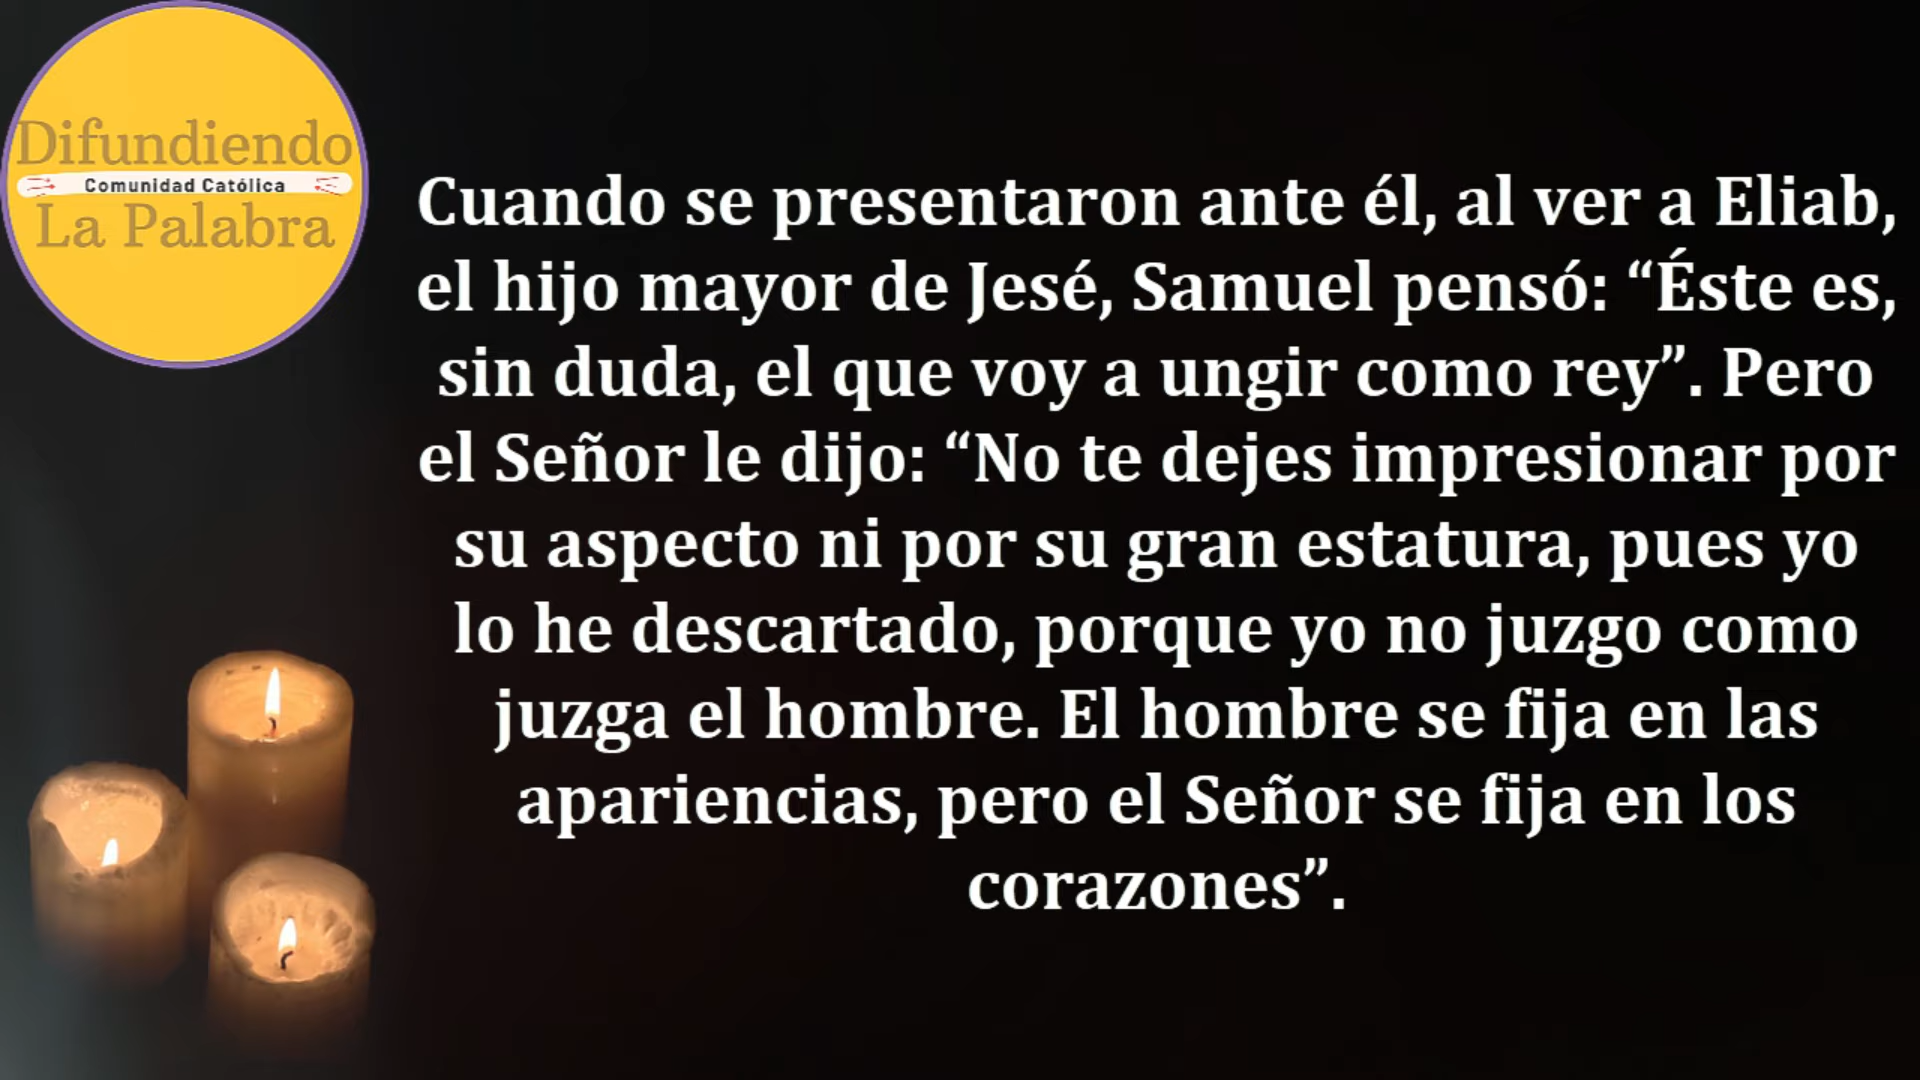 Difundiendo
Comunidad Católica
La Palabra
Cuando se presentaron ante él, al ver a Eliab,
el hijo mayor de Jesé, Samuel pensó: “Éste es,
sin duda, el que voy a ungir como rey”. Pero
el Señor le dijo: “No te dejes impresionar por
su aspecto ni por su gran estatura, pues yo
lo he descartado, porque yo no juzgo como
juzga el hombre. El hombre se fija en las
apariencias, pero el Señor se fija en los
corazones”.